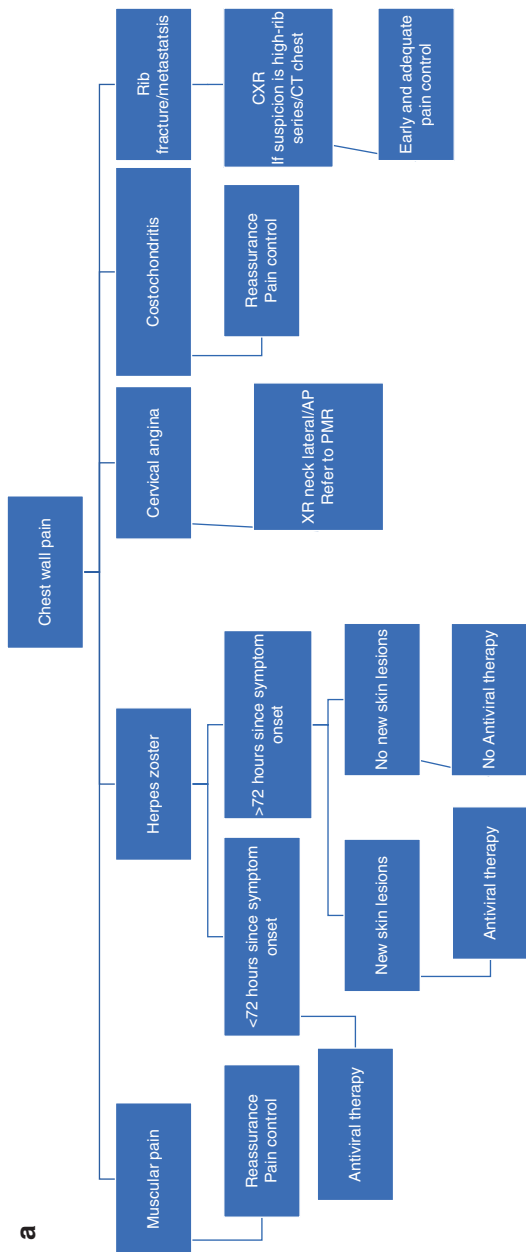 a
Chest wall pain
Muscular pain
Reassurance
Pain control
Herpes zoster
<72 hours since symptom
onset
Antiviral therapy
>72 hours since symptom
onset
New skin lesions
Antiviral therapy
No new skin lesions
No Antiviral therapy
Cervical angina
XR neck lateral/AP
Refer to PMR
Costochondritis
Reassurance
Pain control
Rib
fracture/metastatsis
CXR
If suspicion is high-rib
series/CT chest
Early and adequate
pain control